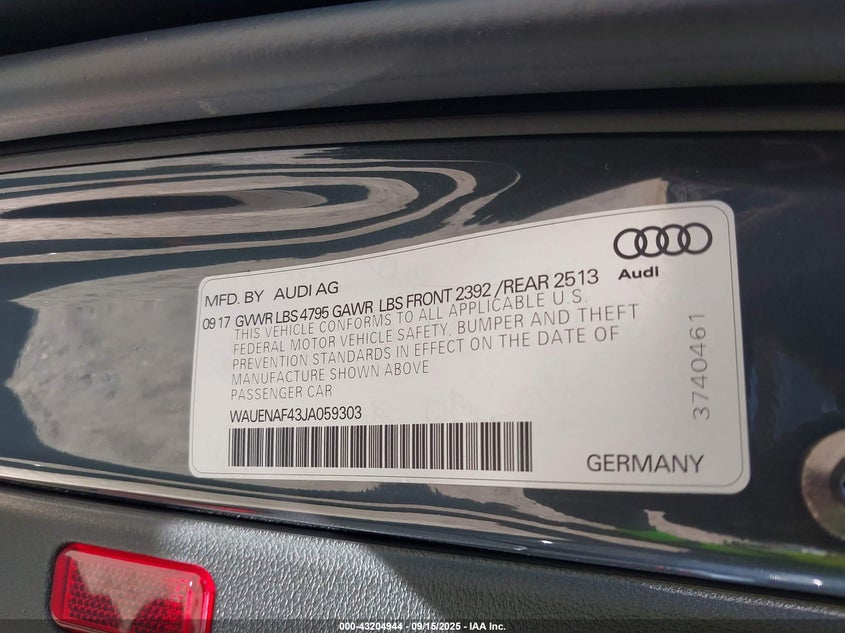 Audi
MFD. BY AUDI AG
09 17 GVWR LBS 4795 GAWR LBS FRONT 2392 /REAR 2513
THIS VEHICLE CONFORMS TO ALL APPLICABLE U.S.
FEDERAL MOTOR VEHICLE SAFETY, BUMPER AND THEFT
PREVENTION STANDARDS IN EFFECT ON THE DATE OF
MANUFACTURE SHOWN ABOVE
PASSENGER CAR
WAUENAF43JA059303
GERMANY
3740461
000-43204944 - 09/15/2025 - IAA Inc.